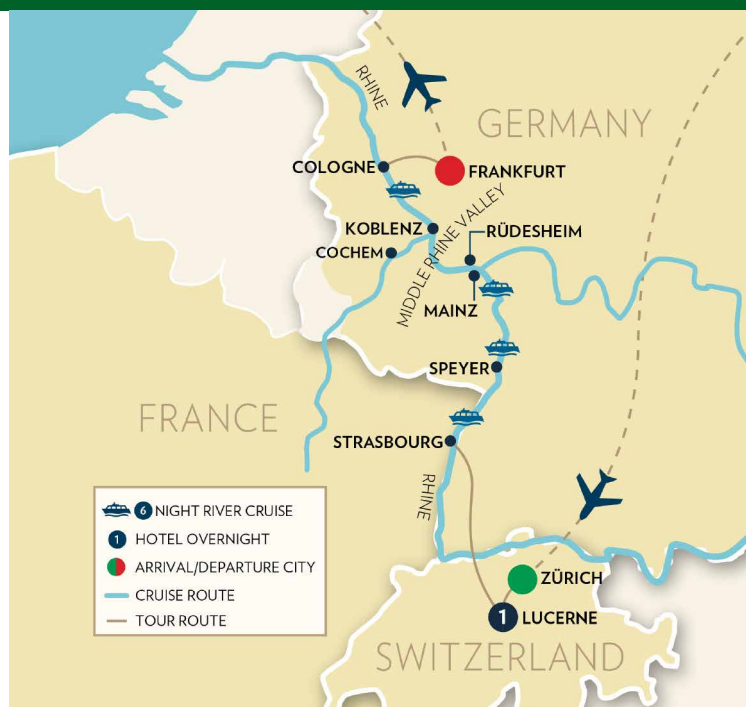 RHINE
GERMANY
COLOGNE
FRANKFURT
KOBLENZ
MIDDLE RHINE VALLEY
RÜDESHEIM
COCHEM
MAINZ
SPEYER
FRANCE
STRASBOURG
RHINE
6 NIGHT RIVER CRUISE
1 HOTEL OVERNIGHT
ARRIVAL/DEPARTURE CITY
CRUISE ROUTE
TOUR ROUTE
ZÜRICH
1 LUCERNE
SWITZERLAND